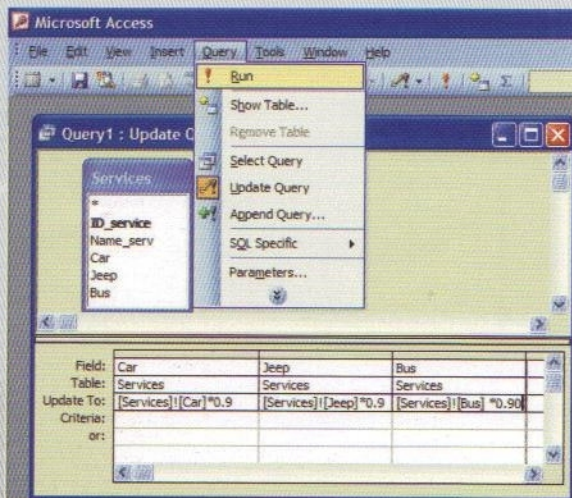 Microsoft Access
File Edit View Insert Query Tools Window Help
Run
Show Table...
Remove Table
Select Query
Update Query
Append Query...
SQL Specific
Parameters...
Query1 : Update Q
Services
*
ID_service
Name_serv
Car
Jeep
Bus
Field: Car Jeep Bus
Table: Services Services Services
Update To: [Services]![Car]*0.9 [Services]![Jeep]*0.9 [Services]![Bus] *0.90
Criteria:
or: